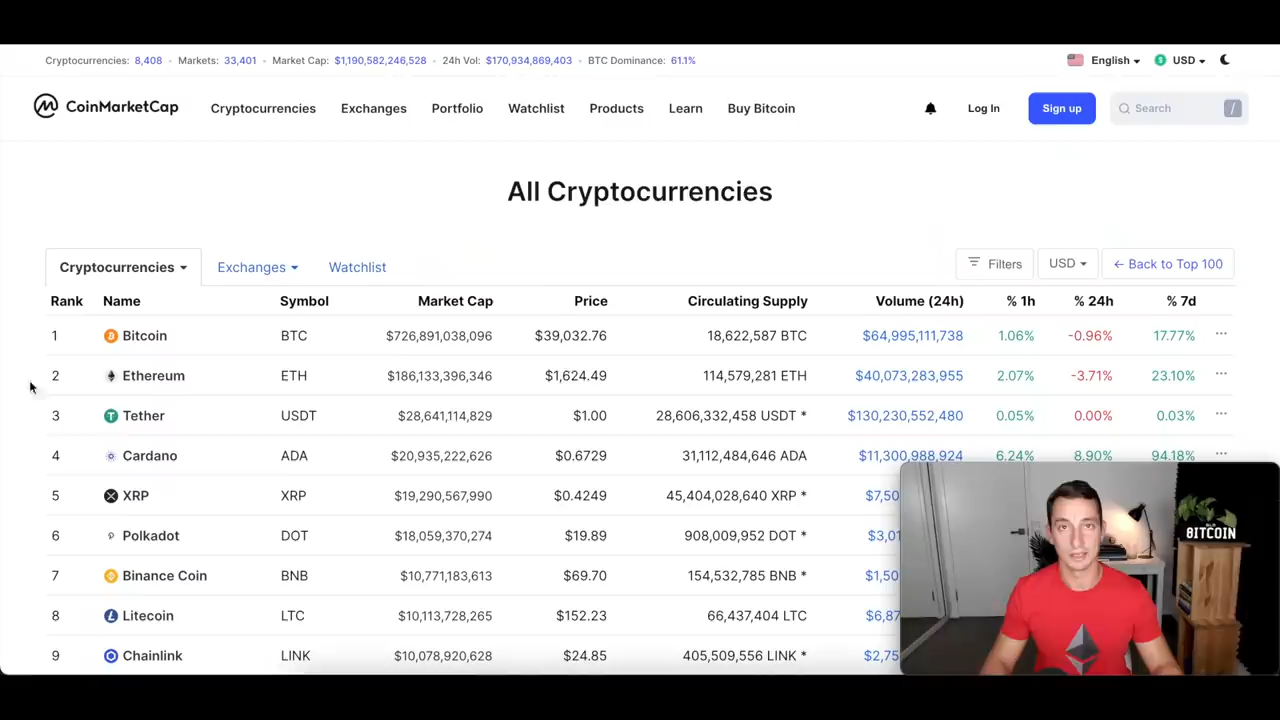 Cryptocurrencies: 8,408 • Markets: 33,401 • Market Cap: $1,190,582,246,528 • 24h Vol: $170,934,869,403 • BTC Dominance: 61.1% English USD
CoinMarketCap Cryptocurrencies Exchanges Portfolio Watchlist Products Learn Buy Bitcoin Log In Sign up Search /
All Cryptocurrencies
Cryptocurrencies Exchanges Watchlist Filters USD ← Back to Top 100
Rank Name Symbol Market Cap Price Circulating Supply Volume (24h) % 1h % 24h % 7d
1 Bitcoin BTC $726,891,038,096 $39,032.76 18,622,587 BTC $64,995,111,738 1.06% -0.96% 17.77% ...
2 Ethereum ETH $186,133,396,346 $1,624.49 114,579,281 ETH $40,073,283,955 2.07% -3.71% 23.10% ...
3 Tether USDT $28,641,114,829 $1.00 28,606,332,458 USDT * $130,230,552,480 0.05% 0.00% 0.03% ...
4 Cardano ADA $20,935,222,626 $0.6729 31,112,484,646 ADA $11,300,988,924 6.24% 8.90% 94.18% ...
5 XRP XRP $19,290,567,990 $0.4249 45,404,028,640 XRP * $7,50
6 Polkadot DOT $18,059,370,274 $19.89 908,009,952 DOT * $3,01
7 Binance Coin BNB $10,771,183,613 $69.70 154,532,785 BNB * $1,50
8 Litecoin LTC $10,113,728,265 $152.23 66,437,404 LTC $6,87
9 Chainlink LINK $10,078,920,628 $24.85 405,509,556 LINK * $2,75
BITCOIN